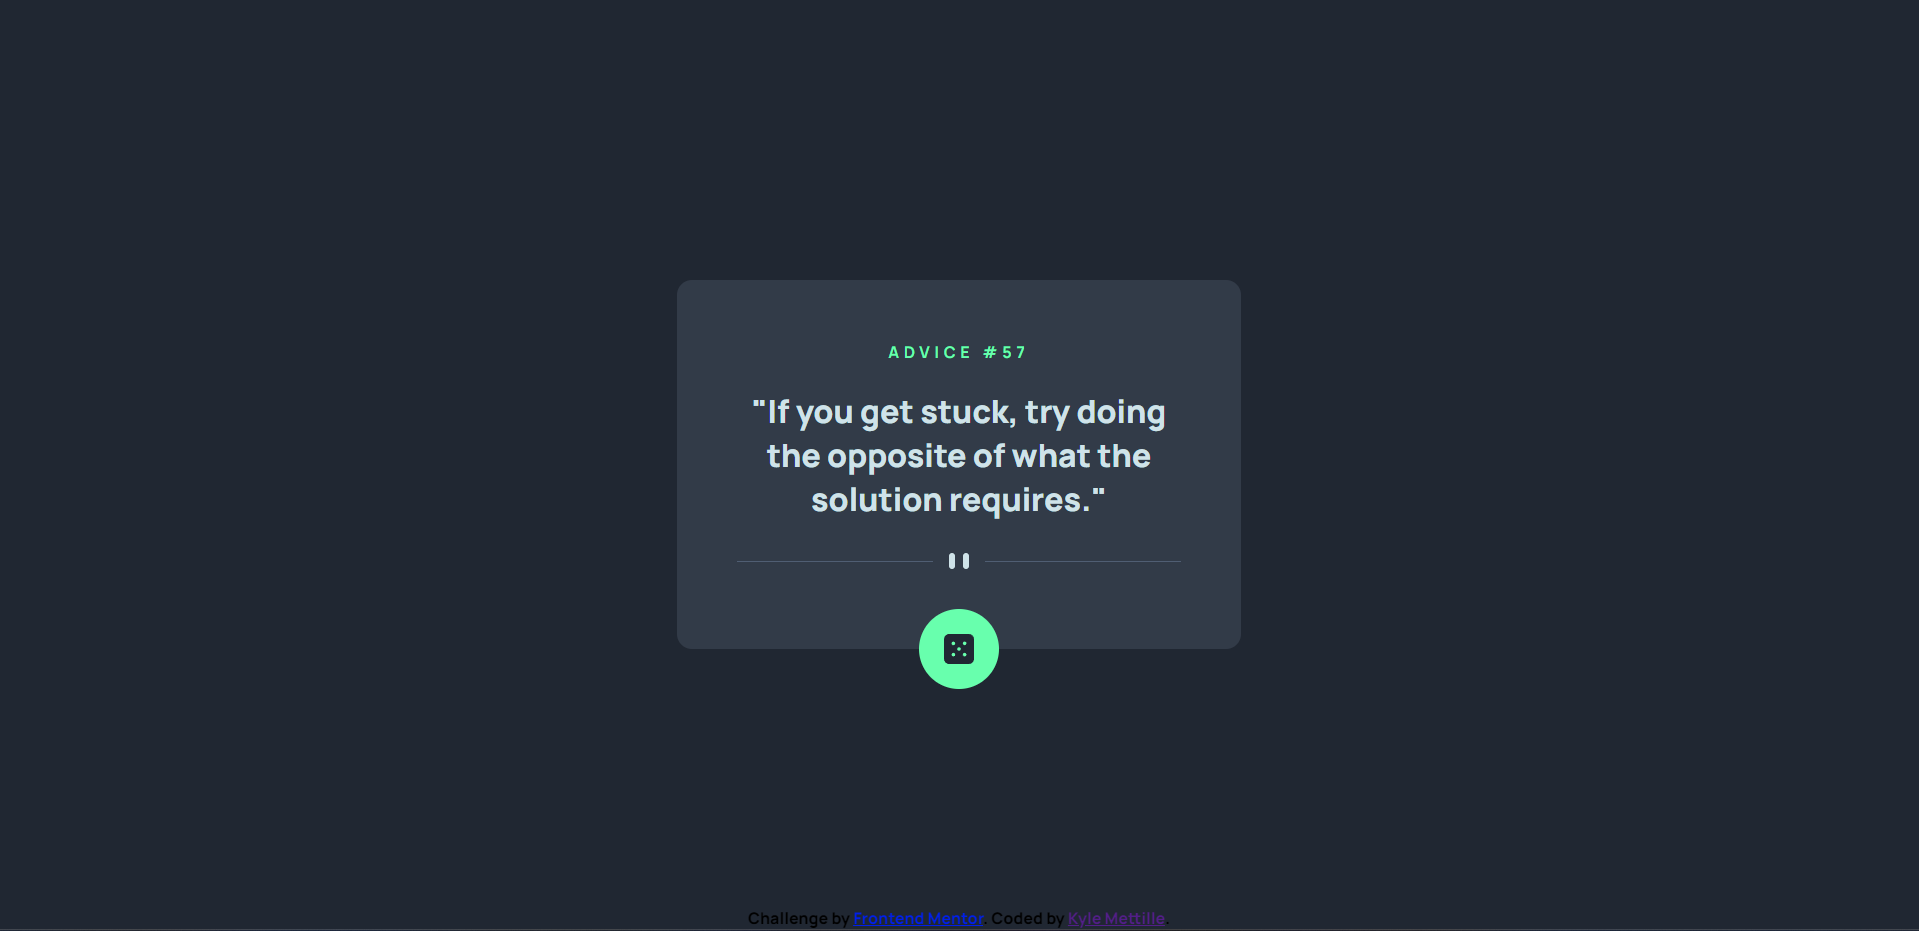 ADVICE #57
"If you get stuck, try doing
the opposite of what the
solution requires."
Challenge by Frontend Mentor. Coded by Kyle Mettille.